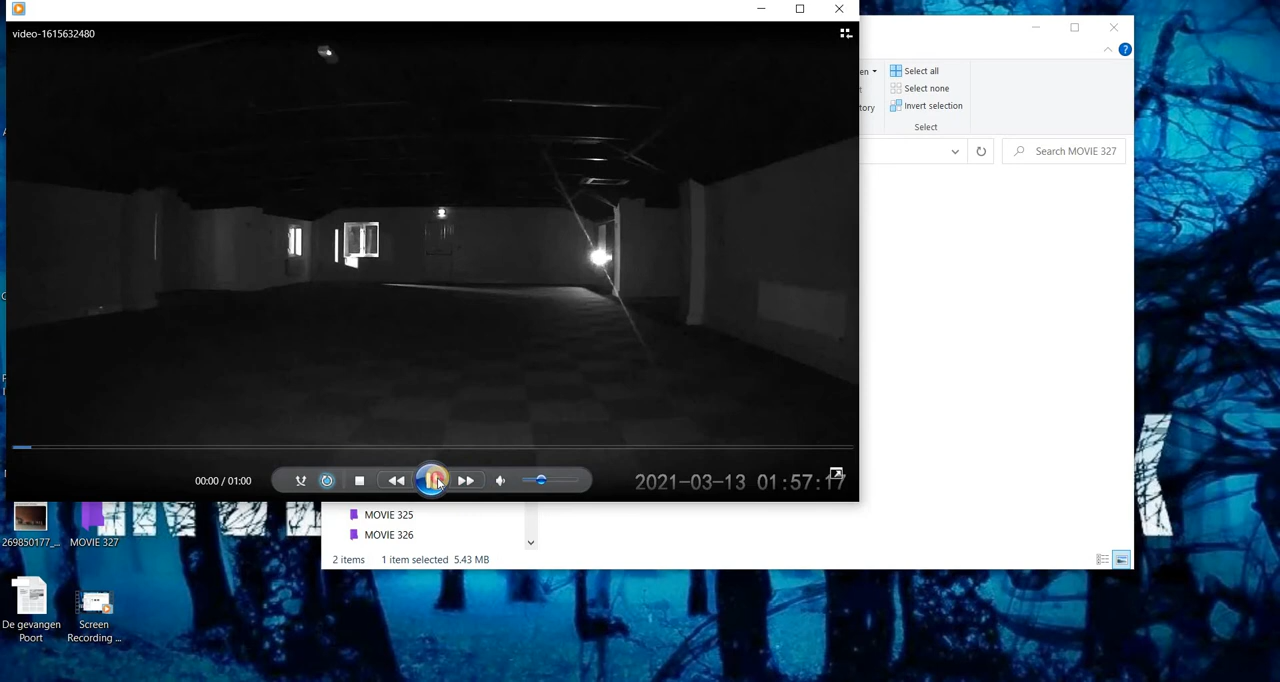 video-1615632480
00:00 / 01:00
2021-03-13 01:57:17
Select all
Select none
Invert selection
Select
Search MOVIE 327
MOVIE 325
MOVIE 326
2 items 1 item selected 5.43 MB
269850177_...
MOVIE 327
De gevangen
Poort
Screen
Recording ...